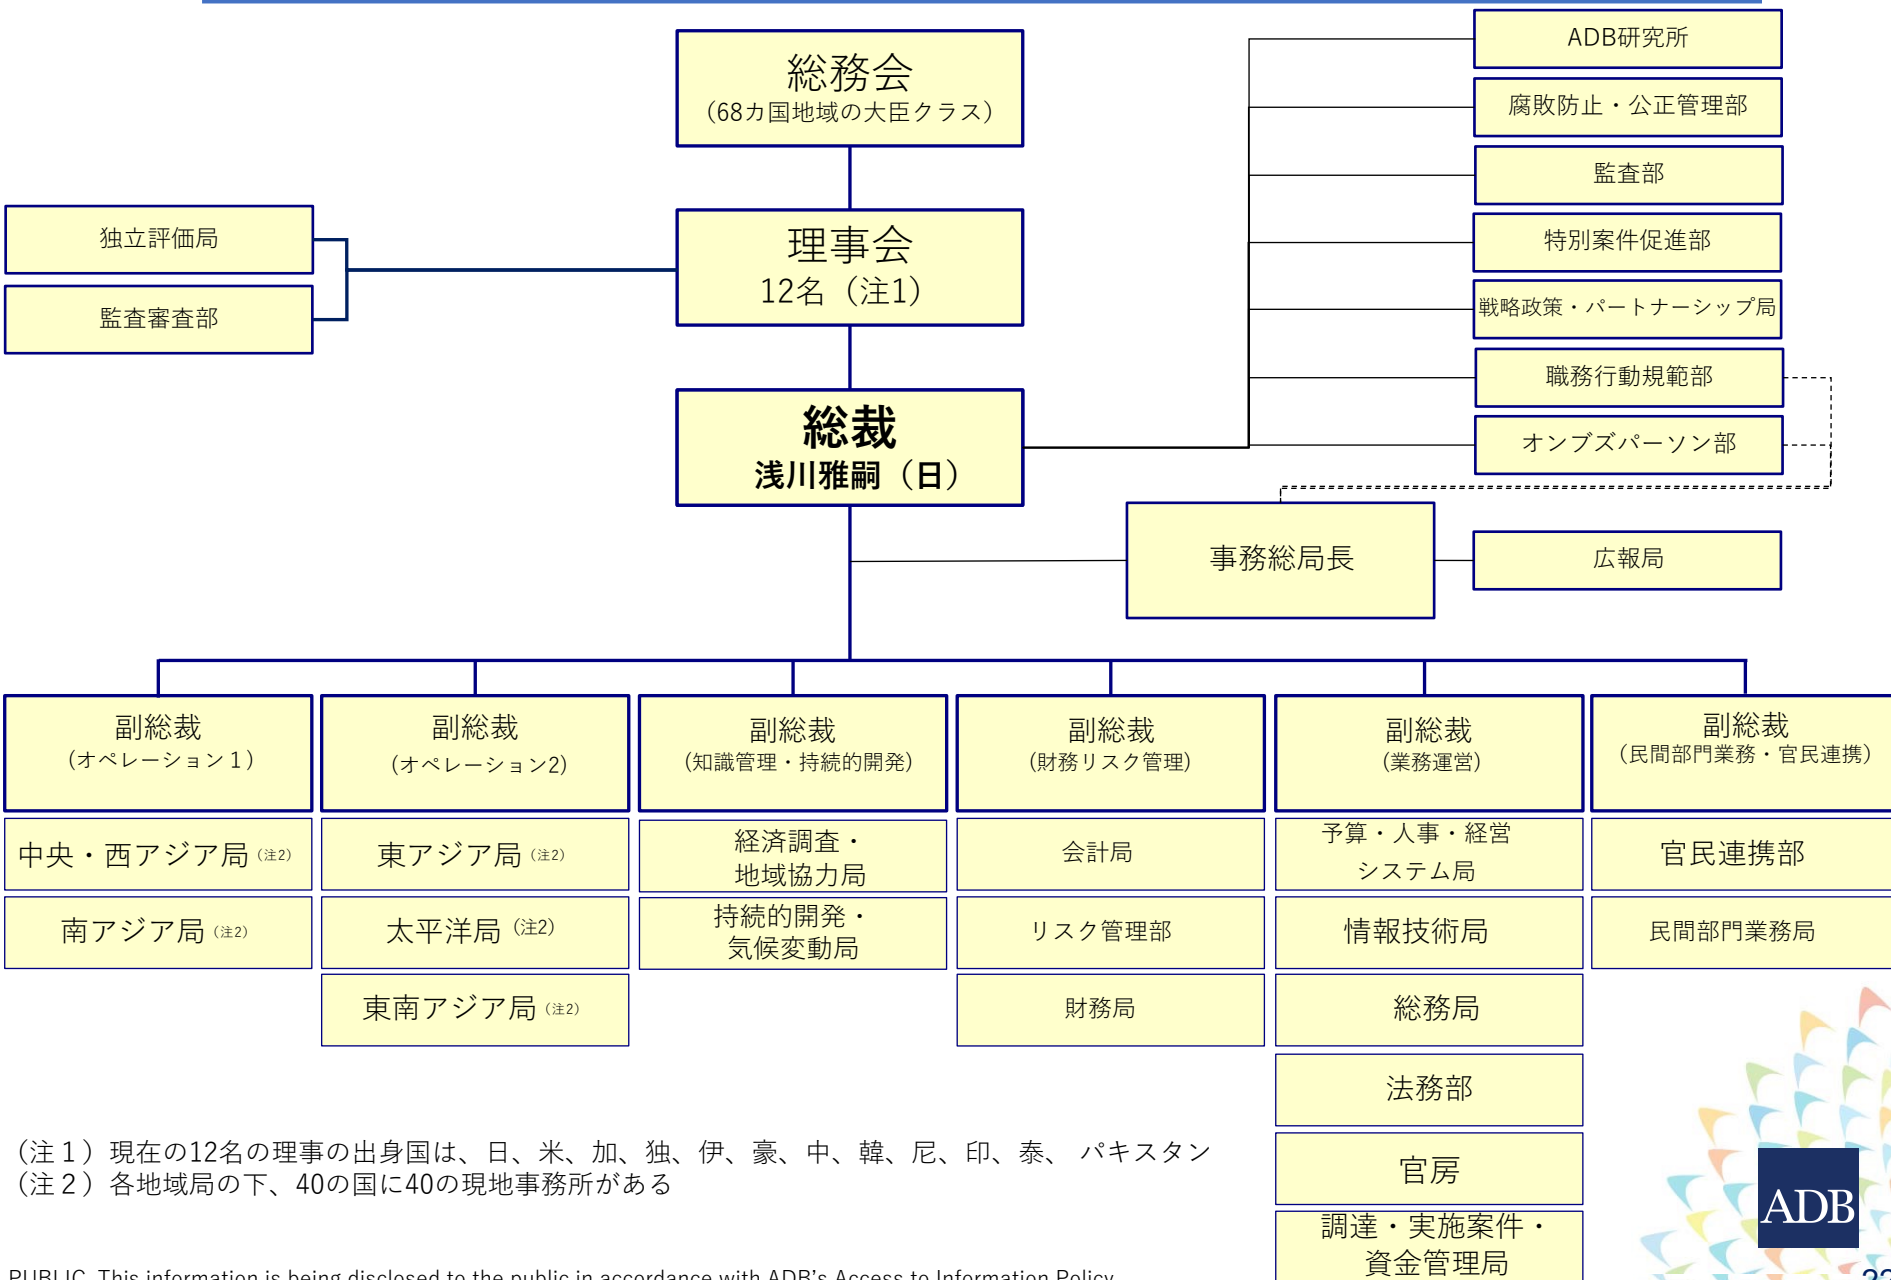 総務会
（68カ国地域の大臣クラス）
ADB研究所
腐敗防止・公正管理部
監査部
特別案件促進部
戦略政策・パートナーシップ局
職務行動規範部
オンブズパーソン部
独立評価局
監査審査部
理事会
12名（注1）
総裁
浅川雅嗣（日）
事務総局長
広報局
副総裁
（オペレーション１）
中央・西アジア局（注2）
南アジア局（注2）
副総裁
（オペレーション2）
東アジア局（注2）
太平洋局（注2）
東南アジア局（注2）
副総裁
（知識管理・持続的開発）
経済調査・
地域協力局
持続的開発・
気候変動局
副総裁
（財務リスク管理）
会計局
リスク管理部
財務局
副総裁
（業務運営）
予算・人事・経営
システム局
情報技術局
総務局
法務部
官房
調達・実施案件・
資金管理局
副総裁
（民間部門業務・官民連携）
官民連携部
民間部門業務局
（注１）現在の12名の理事の出身国は、日、米、加、独、伊、豪、中、韓、尼、印、泰、 パキスタン
（注２）各地域局の下、40の国に40の現地事務所がある
ADB
PUBLIC. This information is being disclosed to the public in accordance with ADB's Access to Information Policy.